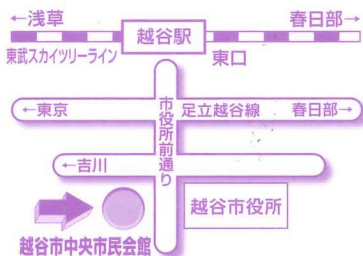 ←浅草
春日部→
越谷駅
東武スカイツリーライン
東口
市役所前通り
←東京
足立越谷線
春日部→
←吉川
越谷市役所
越谷市中央市民会館